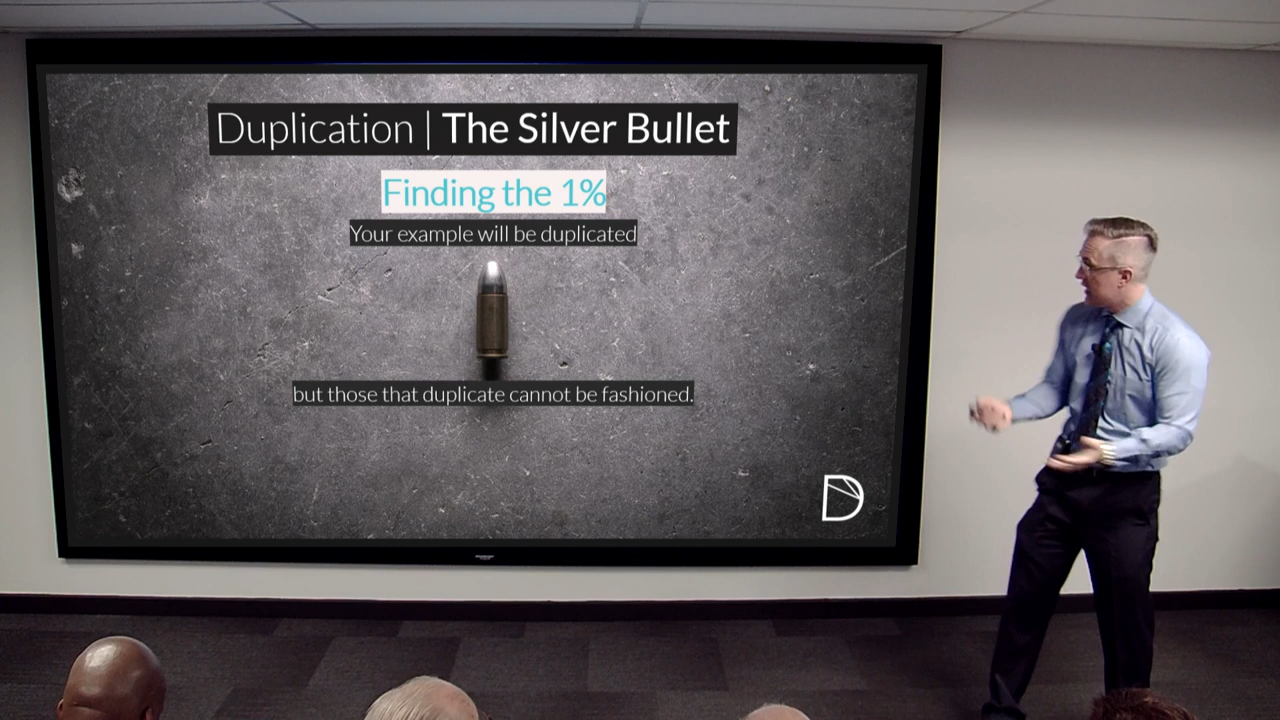 Duplication | The Silver Bullet
Finding the 1%
Your example will be duplicated
but those that duplicate cannot be fashioned.